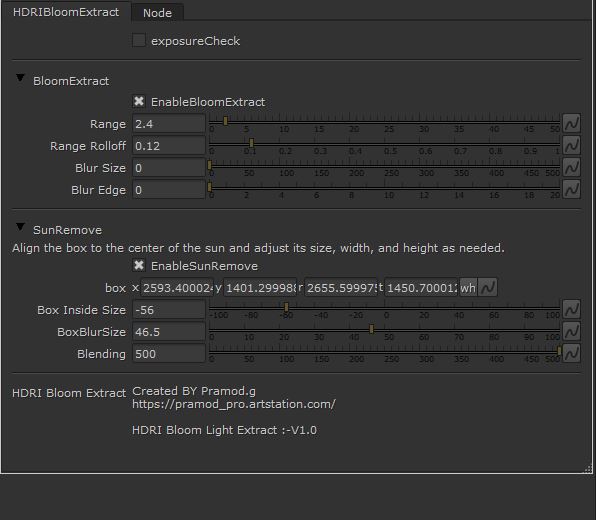 HDRIBloomExtract Node
exposureCheck
BloomExtract
EnableBloomExtract
Range 2.4 0 5 10 15 20 25 30 35 40 45 50
Range Rolloff 0.12 0 0.1 0.2 0.3 0.4 0.5 0.6 0.7 0.8 0.9 1
Blur Size 0 0 50 100 150 200 250 300 350 400 450 500
Blur Edge 0 0 2 4 6 8 10 12 14 16 18 20
SunRemove
Align the box to the center of the sun and adjust its size, width, and height as needed.
EnableSunRemove
box x 2593.400024 y 1401.299988 r 2655.599975 t 1450.700012 wh
Box Inside Size -56 -100 -80 -60 -40 -20 0 20 40 60 80 100
BoxBlurSize 46.5 0 10 20 30 40 50 60 70 80 90 100
Blending 500 0 50 100 150 200 250 300 350 400 450 500
HDRI Bloom Extract Created BY Pramod.g
https://pramod_pro.artstation.com/
HDRI Bloom Light Extract :-V1.0